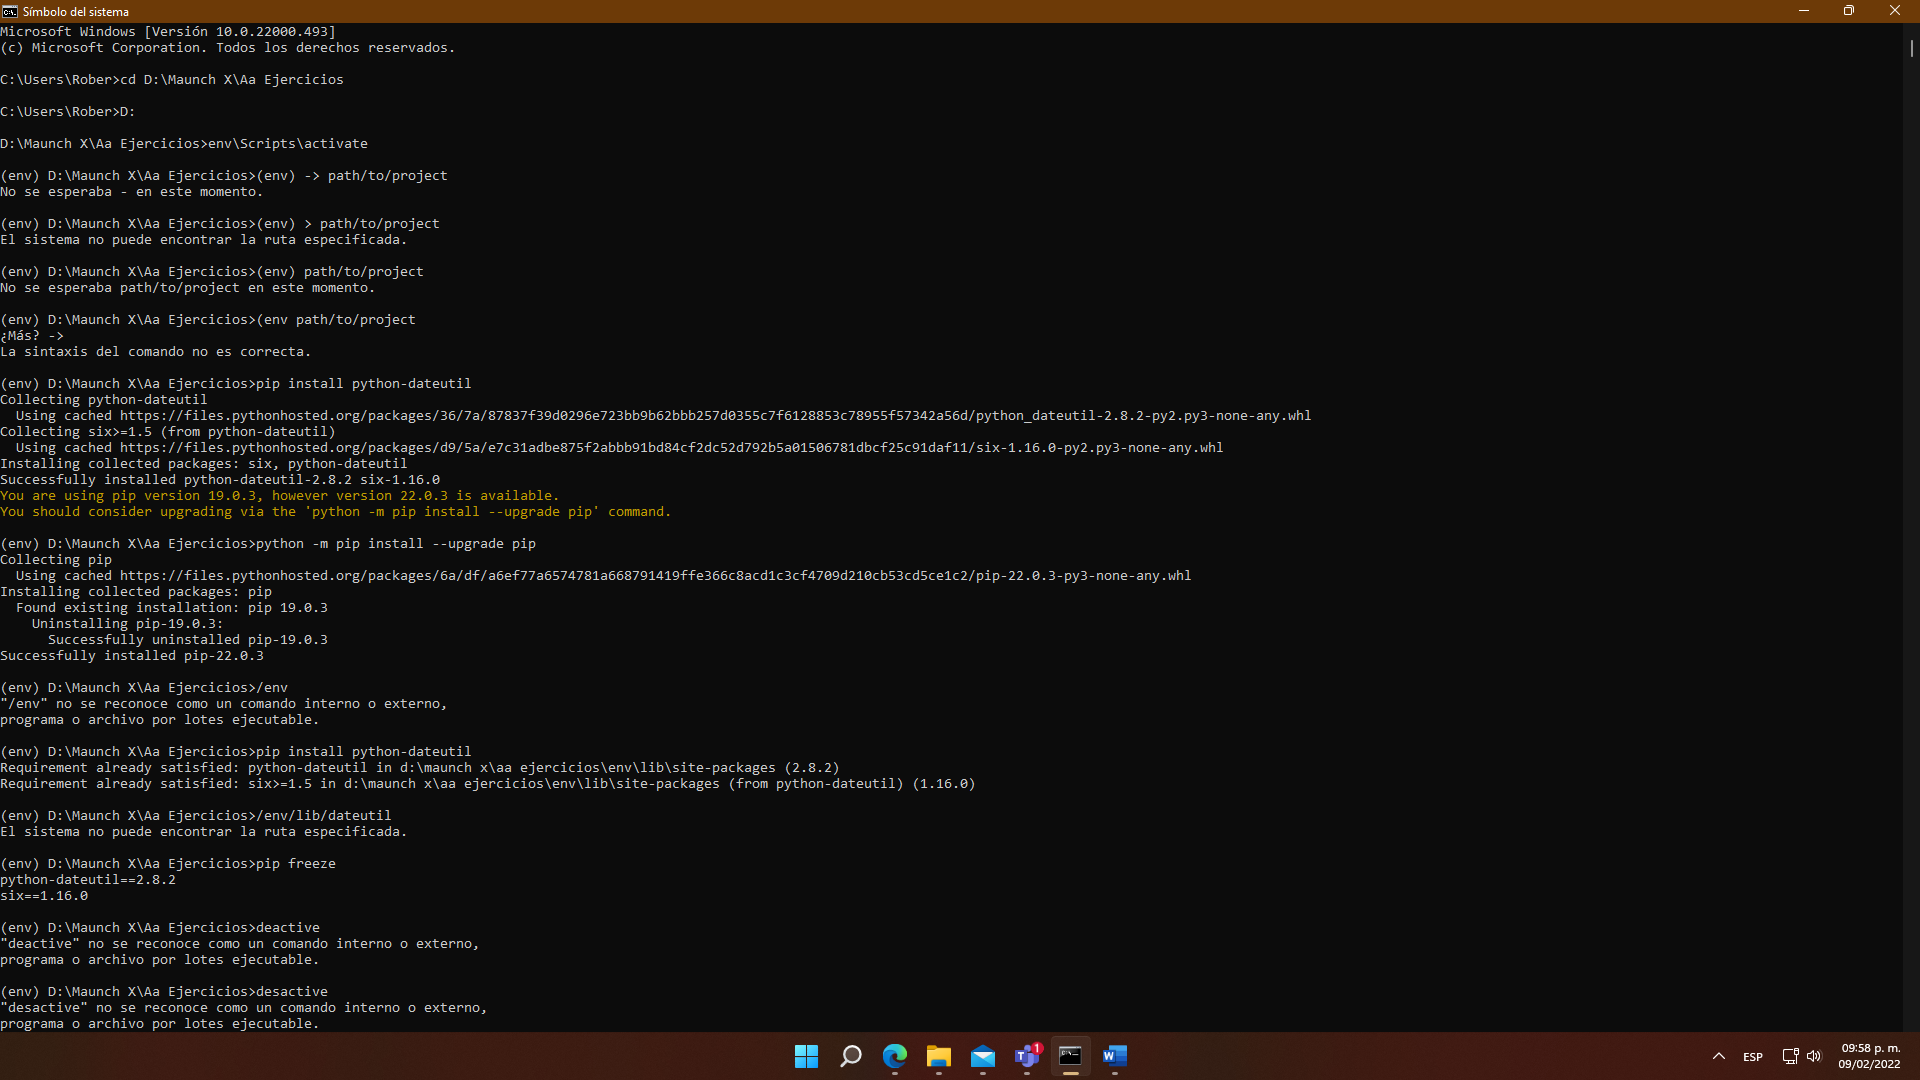 Símbolo del sistema
Microsoft Windows [Versión 10.0.22000.493]
(c) Microsoft Corporation. Todos los derechos reservados.
C:\Users\Rober>cd D:\Maunch X\Aa Ejercicios
C:\Users\Rober>D:
D:\Maunch X\Aa Ejercicios>env\Scripts\activate
(env) D:\Maunch X\Aa Ejercicios>(env) -> path/to/project
No se esperaba - en este momento.
(env) D:\Maunch X\Aa Ejercicios>(env) > path/to/project
El sistema no puede encontrar la ruta especificada.
(env) D:\Maunch X\Aa Ejercicios>(env) path/to/project
No se esperaba path/to/project en este momento.
(env) D:\Maunch X\Aa Ejercicios>(env path/to/project
¿Más? ->
La sintaxis del comando no es correcta.
(env) D:\Maunch X\Aa Ejercicios>pip install python-dateutil
Collecting python-dateutil
  Using cached https://files.pythonhosted.org/packages/36/7a/87837f39d0296e723bb9b62bbb257d0355c7f6128853c78955f57342a56d/python_dateutil-2.8.2-py2.py3-none-any.whl
Collecting six>=1.5 (from python-dateutil)
  Using cached https://files.pythonhosted.org/packages/d9/5a/e7c31adbe875f2abbb91bd84cf2dc52d792b5a01506781dbcf25c91daf11/six-1.16.0-py2.py3-none-any.whl
Installing collected packages: six, python-dateutil
Successfully installed python-dateutil-2.8.2 six-1.16.0
You are using pip version 19.0.3, however version 22.0.3 is available.
You should consider upgrading via the 'python -m pip install --upgrade pip' command.
(env) D:\Maunch X\Aa Ejercicios>python -m pip install --upgrade pip
Collecting pip
  Using cached https://files.pythonhosted.org/packages/6a/df/a6ef77a6574781a668791419ffe366c8acd1c3cf4709d210cb53cd5ce1c2/pip-22.0.3-py3-none-any.whl
Installing collected packages: pip
  Found existing installation: pip 19.0.3
    Uninstalling pip-19.0.3:
      Successfully uninstalled pip-19.0.3
Successfully installed pip-22.0.3
(env) D:\Maunch X\Aa Ejercicios>/env
"/env" no se reconoce como un comando interno o externo,
programa o archivo por lotes ejecutable.
(env) D:\Maunch X\Aa Ejercicios>pip install python-dateutil
Requirement already satisfied: python-dateutil in d:\maunch x\aa ejercicios\env\lib\site-packages (2.8.2)
Requirement already satisfied: six>=1.5 in d:\maunch x\aa ejercicios\env\lib\site-packages (from python-dateutil) (1.16.0)
(env) D:\Maunch X\Aa Ejercicios>/env/lib/dateutil
El sistema no puede encontrar la ruta especificada.
(env) D:\Maunch X\Aa Ejercicios>pip freeze
python-dateutil==2.8.2
six==1.16.0
(env) D:\Maunch X\Aa Ejercicios>deactive
"deactive" no se reconoce como un comando interno o externo,
programa o archivo por lotes ejecutable.
(env) D:\Maunch X\Aa Ejercicios>desactive
"desactive" no se reconoce como un comando interno o externo,
programa o archivo por lotes ejecutable.
1
ESP
09:58 p. m.
09/02/2022